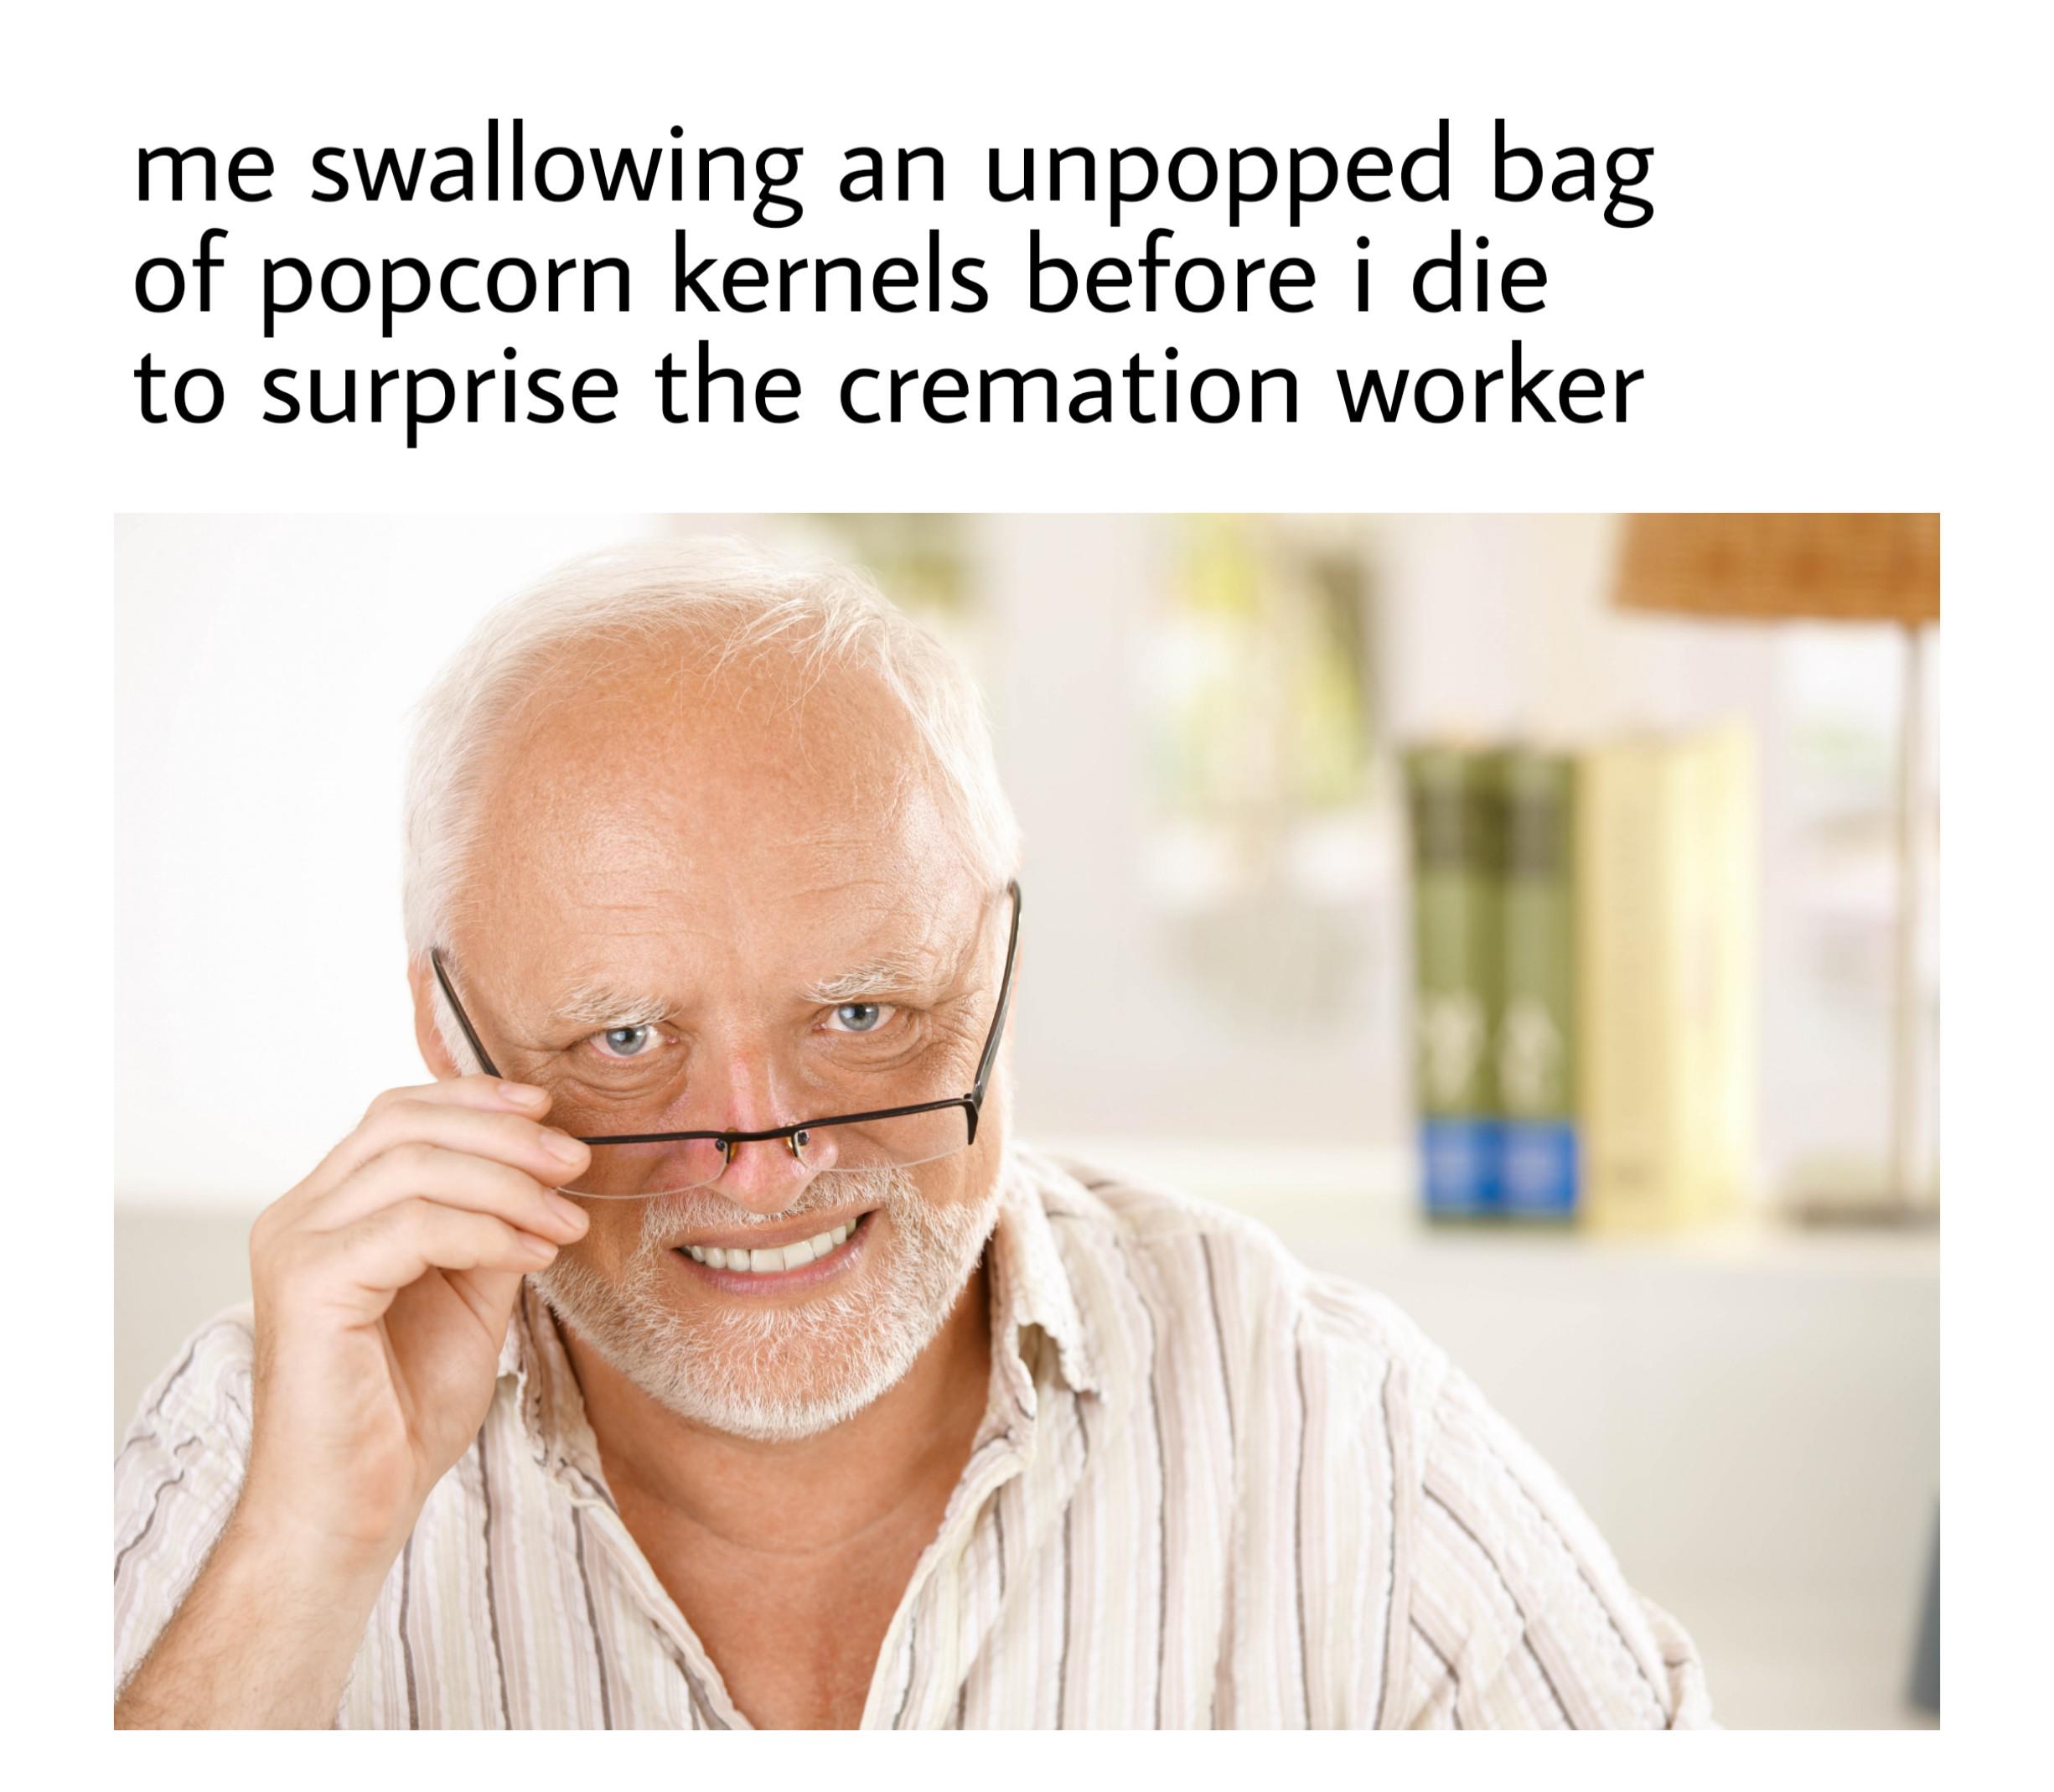 me swallowing an unpopped bag
of popcorn kernels before i die
to surprise the cremation worker